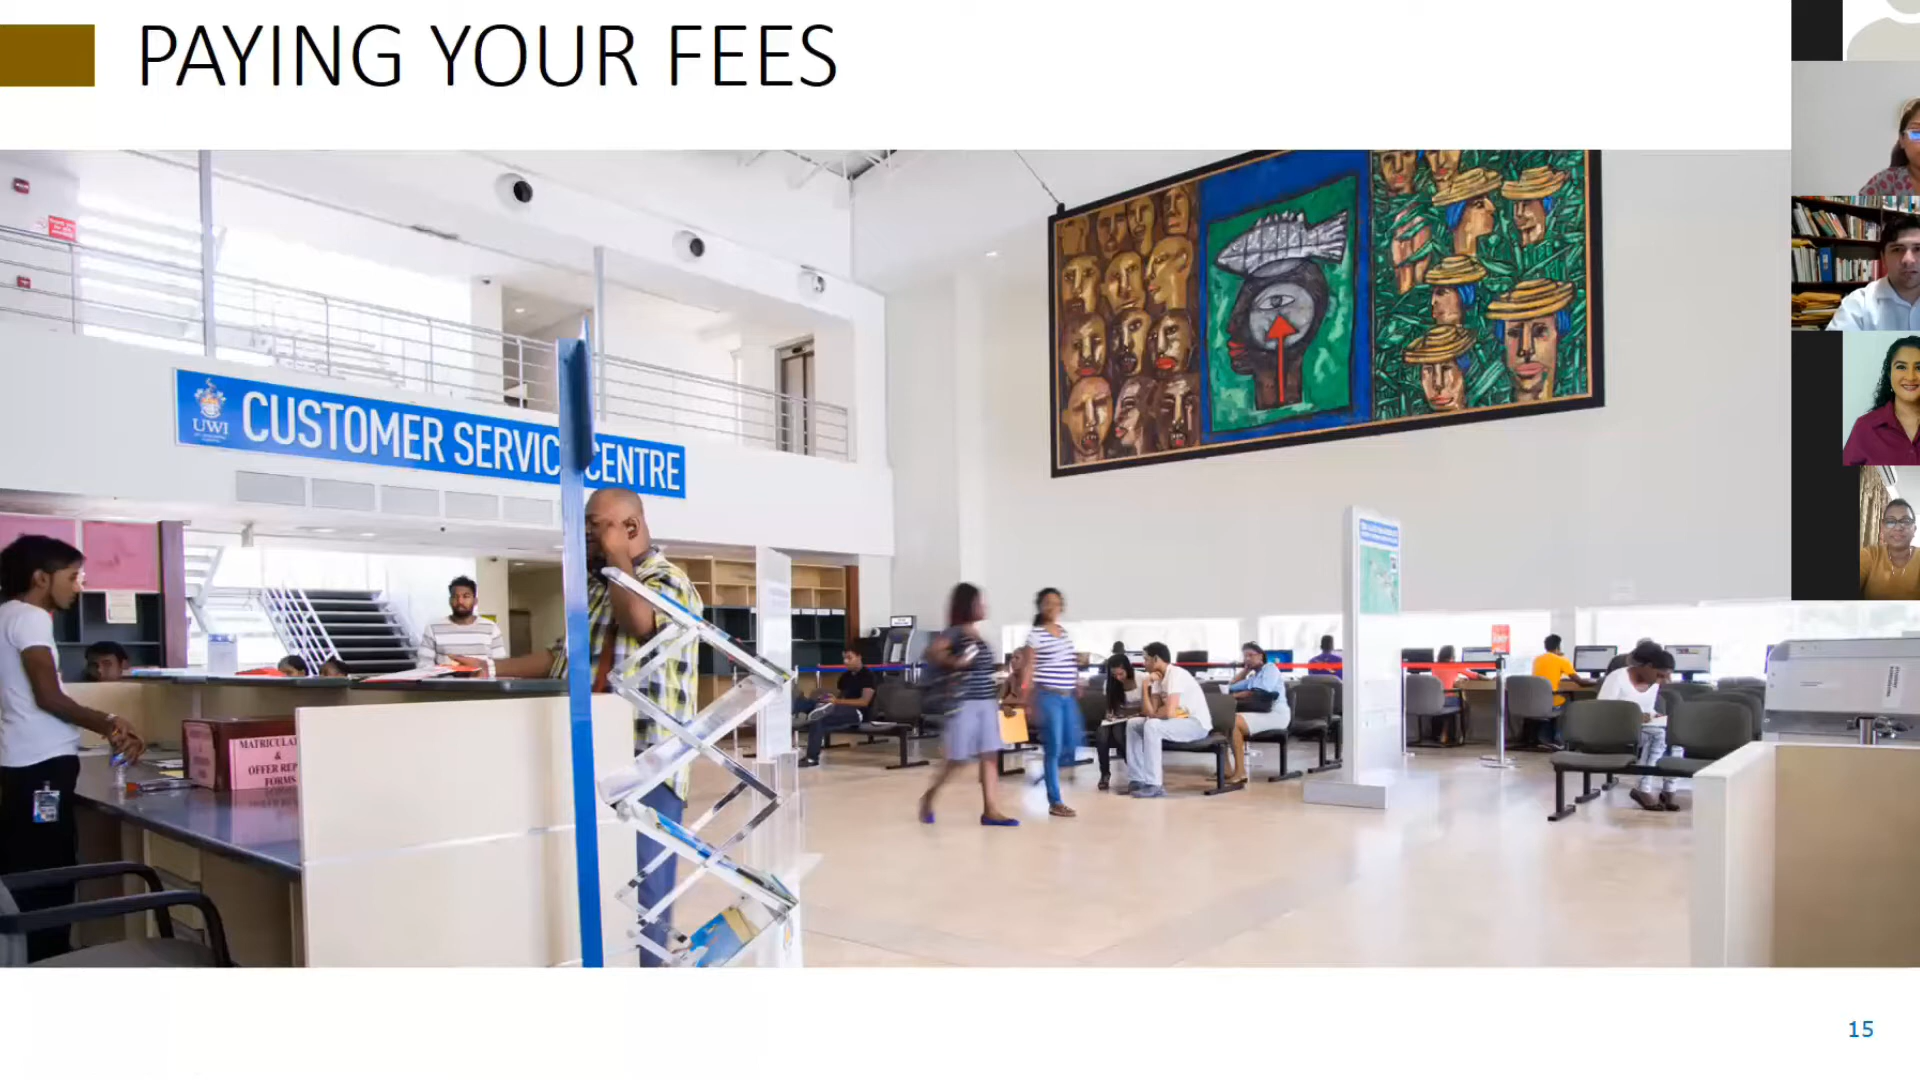 PAYING YOUR FEES
UWI
CUSTOMER SERVIC CENTRE
MATRICULA
&
OFFER REP
FORMS
15